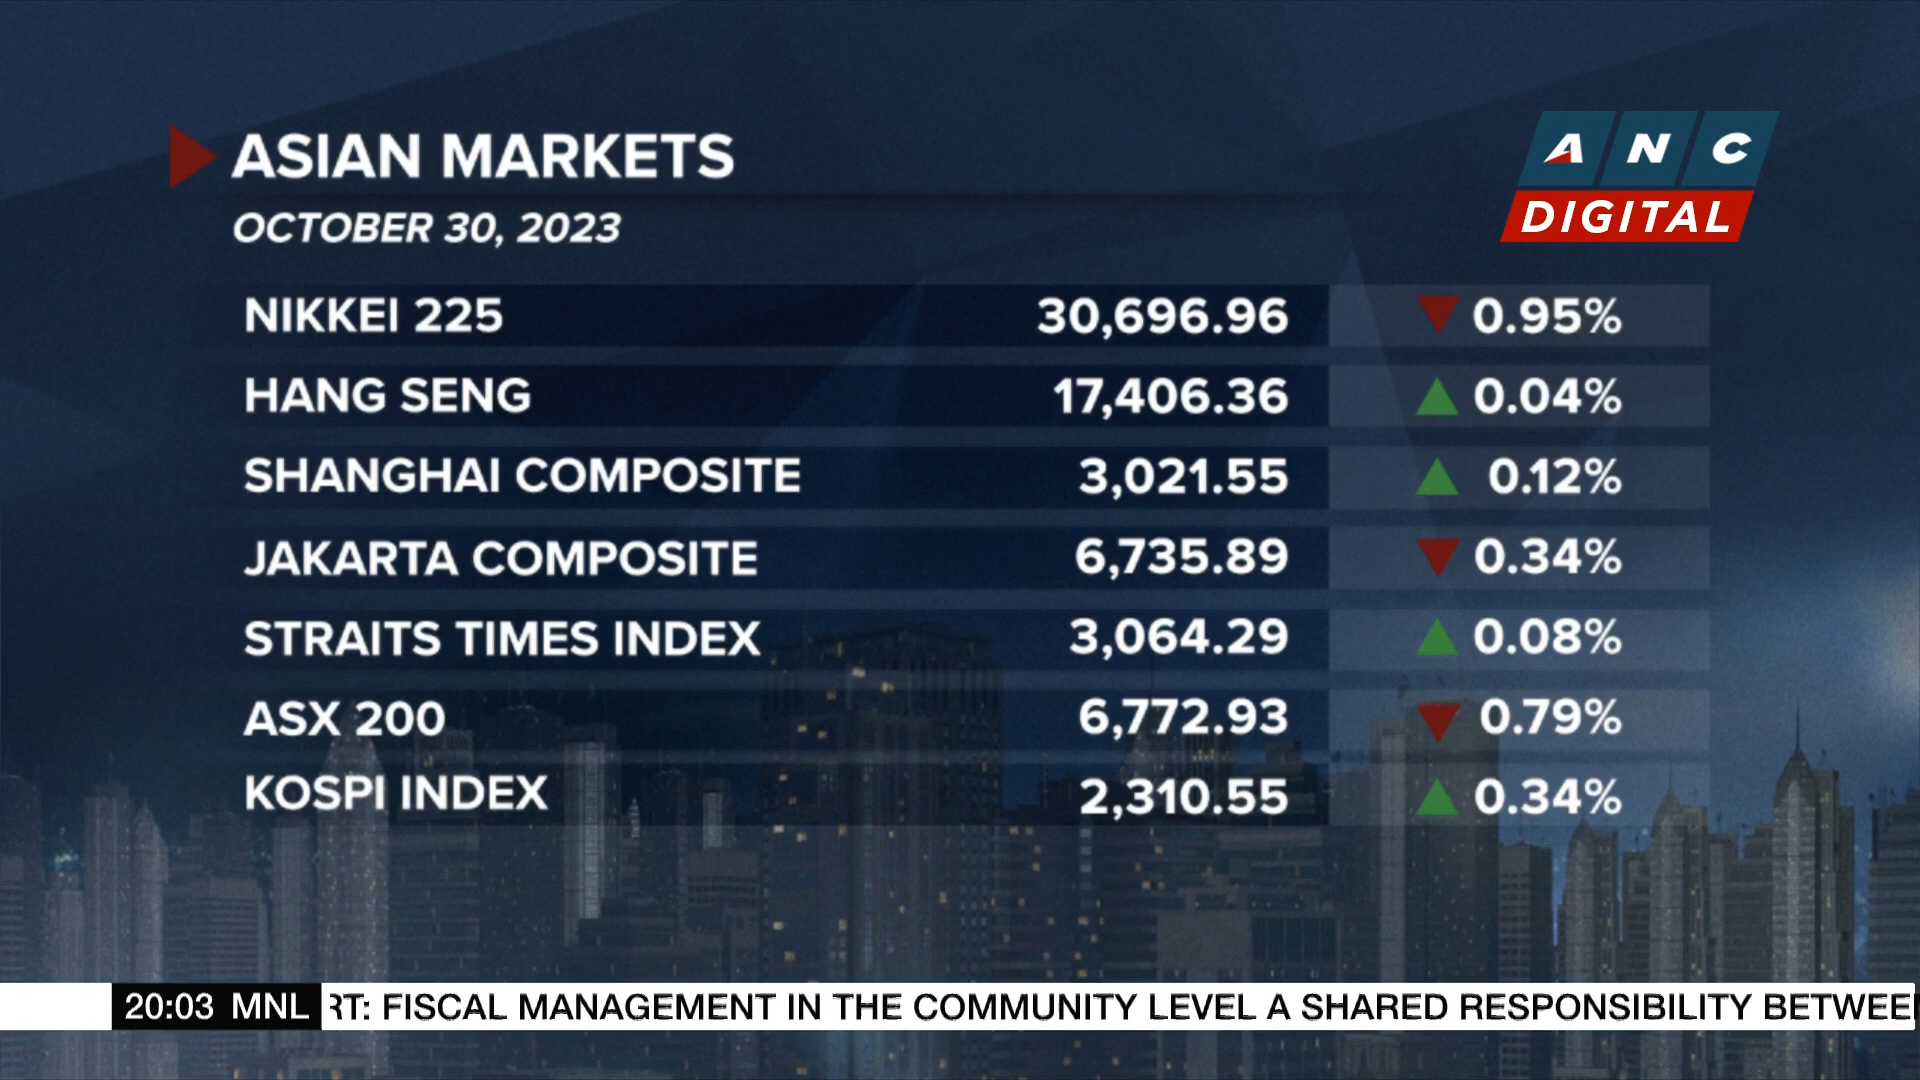 ASIAN MARKETS
OCTOBER 30, 2023
ANC
DIGITAL
NIKKEI 225 30,696.96 0.95%
HANG SENG 17,406.36 0.04%
SHANGHAI COMPOSITE 3,021.55 0.12%
JAKARTA COMPOSITE 6,735.89 0.34%
STRAITS TIMES INDEX 3,064.29 0.08%
ASX 200 6,772.93 0.79%
KOSPI INDEX 2,310.55 0.34%
20:03 MNL RT: FISCAL MANAGEMENT IN THE COMMUNITY LEVEL A SHARED RESPONSIBILITY BETWEE